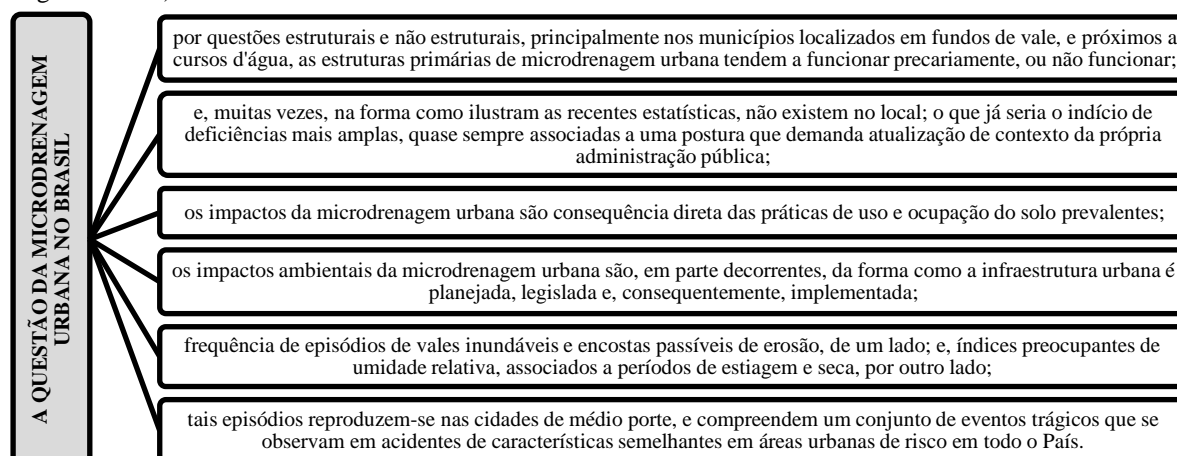 A QUESTÃO DA MICRODRENAGEM
URBANA NO BRASIL
por questões estruturais e não estruturais, principalmente nos municípios localizados em fundos de vale, e próximos a
cursos d'água, as estruturas primárias de microdrenagem urbana tendem a funcionar precariamente, ou não funcionar;
e, muitas vezes, na forma como ilustram as recentes estatísticas, não existem no local; o que já seria o indício de
deficiências mais amplas, quase sempre associadas a uma postura que demanda atualização de contexto da própria
administração pública;
os impactos da microdrenagem urbana são consequência direta das práticas de uso e ocupação do solo prevalentes;
os impactos ambientais da microdrenagem urbana são, em parte decorrentes, da forma como a infraestrutura urbana é
planejada, legislada e, consequentemente, implementada;
frequência de episódios de vales inundáveis e encostas passíveis de erosão, de um lado; e, índices preocupantes de
umidade relativa, associados a períodos de estiagem e seca, por outro lado;
tais episódios reproduzem-se nas cidades de médio porte, e compreendem um conjunto de eventos trágicos que se
observam em acidentes de características semelhantes em áreas urbanas de risco em todo o País.